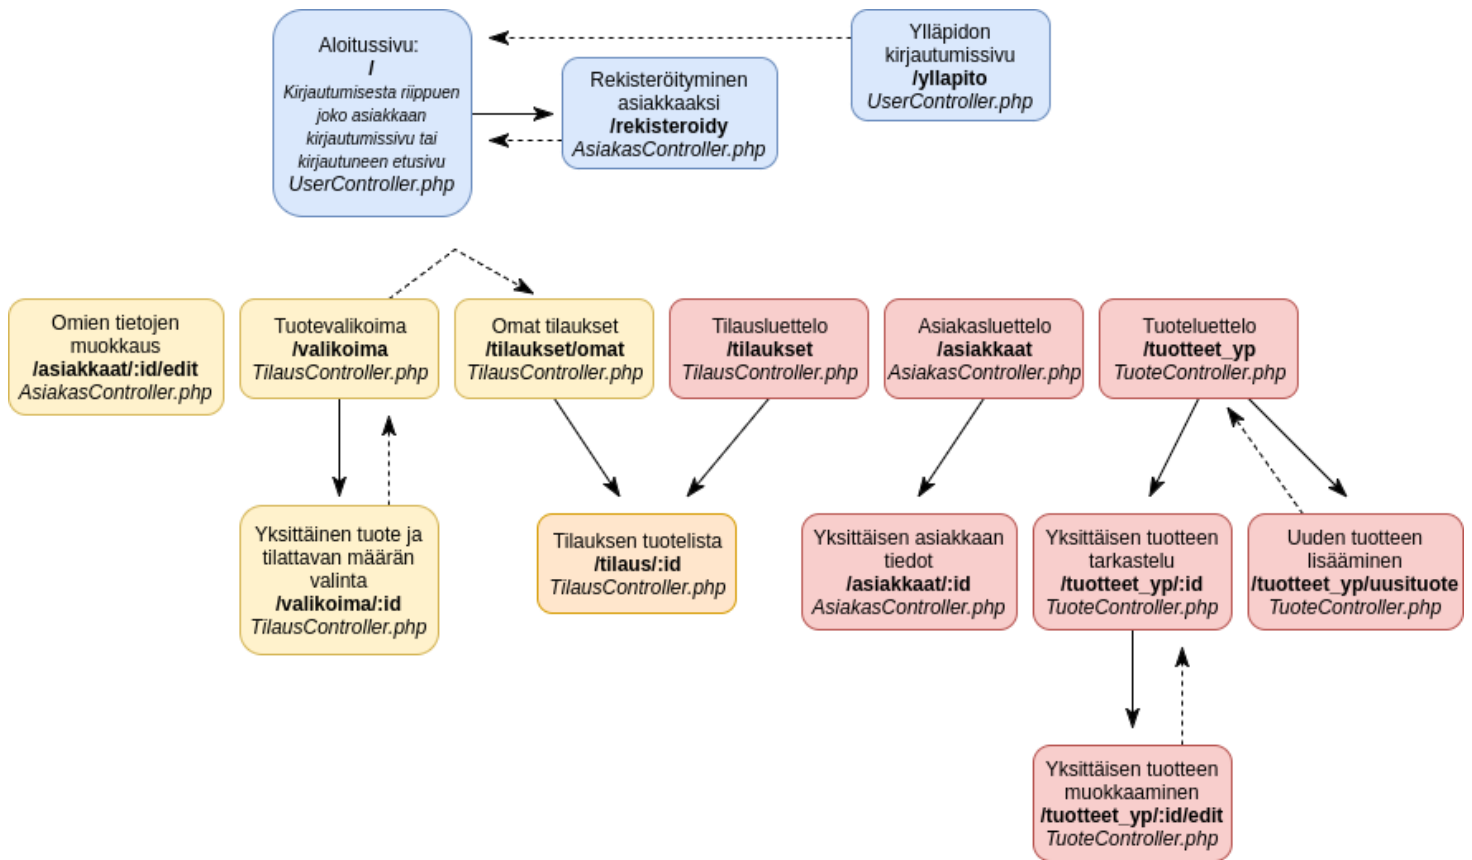 Aloitussivu:
/
Kirjautumisesta riippuen
joko asiakkaan
kirjautumissivu tai
kirjautuneen etusivu
UserController.php
Rekisteröityminen
asiakkaaksi
/rekisteroidy
AsiakasController.php
Ylläpidon
kirjautumissivu
/yllapito
UserController.php
Omien tietojen
muokkaus
/asiakkaat/:id/edit
AsiakasController.php
Tuotevalikoima
/valikoima
TilausController.php
Omat tilaukset
/tilaukset/omat
TilausController.php
Tilausluettelo
/tilaukset
TilausController.php
Asiakasluettelo
/asiakkaat
AsiakasController.php
Tuoteluettelo
/tuotteet_yp
TuoteController.php
Yksittäinen tuote ja
tilattavan määrän
valinta
/valikoima/:id
TilausController.php
Tilauksen tuotelista
/tilaus/:id
TilausController.php
Yksittäisen asiakkaan
tiedot
/asiakkaat/:id
AsiakasController.php
Yksittäisen tuotteen
tarkastelu
/tuotteet_yp/:id
TuoteController.php
Uuden tuotteen
lisääminen
/tuotteet_yp/uusituote
TuoteController.php
Yksittäisen tuotteen
muokkaaminen
/tuotteet_yp/:id/edit
TuoteController.php